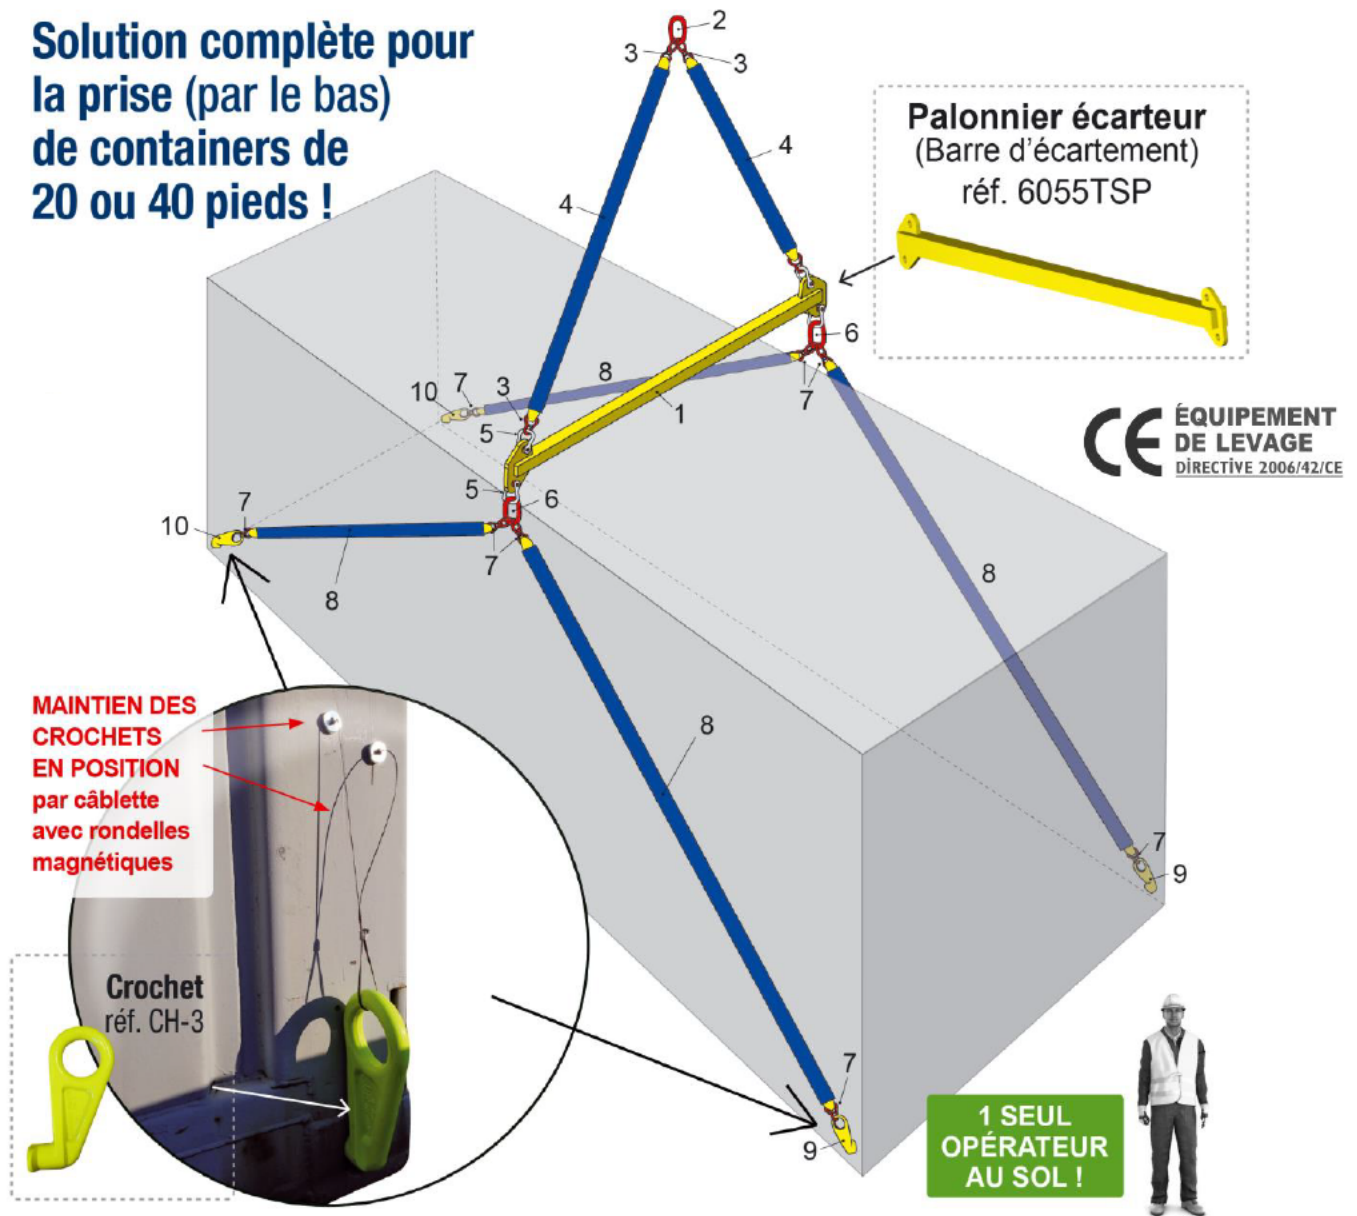 Solution complète pour
la prise (par le bas)
de containers de
20 ou 40 pieds !
2
3
3
4
4
Palonnier écarteur
(Barre d'écartement)
réf. 6055TSP
6
8
7
10
7
3
1
5
CE ÉQUIPEMENT
DE LEVAGE
DIRECTIVE 2006/42/CE
5
6
7
10
7
8
8
MAINTIEN DES
CROCHETS
EN POSITION
par câblette
avec rondelles
magnétiques
8
7
9
Crochet
réf. CH-3
7
9
1 SEUL
OPÉRATEUR
AU SOL !